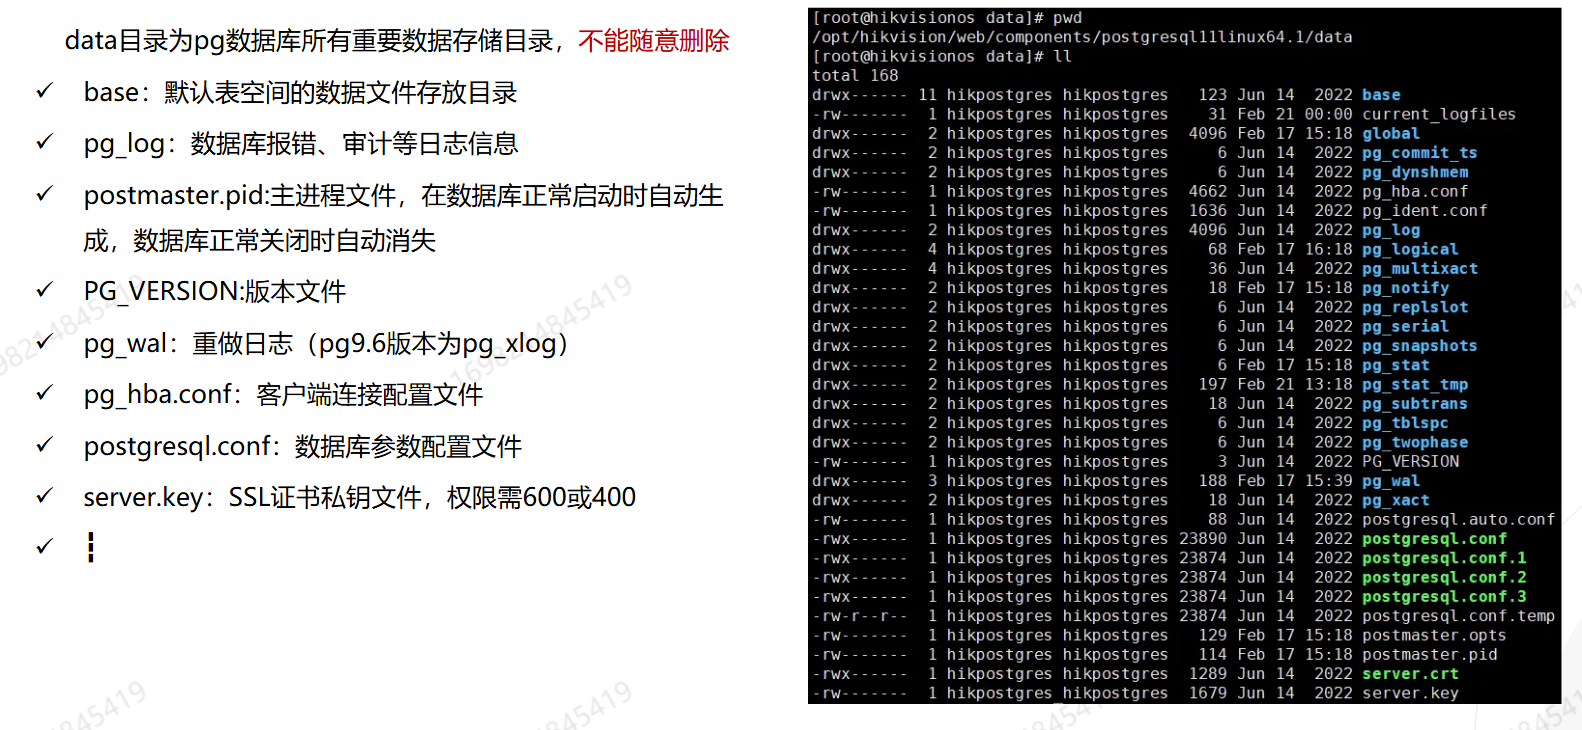 data目录为pg数据库所有重要数据存储目录，不能随意删除
✓ base：默认表空间的数据文件存放目录
✓ pg_log：数据库报错、审计等日志信息
✓ postmaster.pid:主进程文件，在数据库正常启动时自动生
成，数据库正常关闭时自动消失
✓ PG_VERSION:版本文件
✓ pg_wal：重做日志（pg9.6版本为pg_xlog）
✓ pg_hba.conf：客户端连接配置文件
✓ postgresql.conf：数据库参数配置文件
✓ server.key：SSL证书私钥文件，权限需600或400
✓ ┇
[root@hikvisionos data]# pwd
/opt/hikvision/web/components/postgresql11linux64.1/data
[root@hikvisionos data]# ll
total 168
drwx------ 11 hikpostgres hikpostgres   123 Jun 14  2022 base
-rw-------  1 hikpostgres hikpostgres    31 Feb 21 00:00 current_logfiles
drwx------  2 hikpostgres hikpostgres  4096 Feb 17 15:18 global
drwx------  2 hikpostgres hikpostgres     6 Jun 14  2022 pg_commit_ts
drwx------  2 hikpostgres hikpostgres     6 Jun 14  2022 pg_dynshmem
-rw-------  1 hikpostgres hikpostgres  4662 Jun 14  2022 pg_hba.conf
-rw-------  1 hikpostgres hikpostgres  1636 Jun 14  2022 pg_ident.conf
drwx------  2 hikpostgres hikpostgres  4096 Jun 14  2022 pg_log
drwx------  4 hikpostgres hikpostgres    68 Feb 17 16:18 pg_logical
drwx------  4 hikpostgres hikpostgres    36 Jun 14  2022 pg_multixact
drwx------  2 hikpostgres hikpostgres    18 Feb 17 15:18 pg_notify
drwx------  2 hikpostgres hikpostgres     6 Jun 14  2022 pg_replslot
drwx------  2 hikpostgres hikpostgres     6 Jun 14  2022 pg_serial
drwx------  2 hikpostgres hikpostgres     6 Jun 14  2022 pg_snapshots
drwx------  2 hikpostgres hikpostgres     6 Feb 17 15:18 pg_stat
drwx------  2 hikpostgres hikpostgres   197 Feb 21 13:18 pg_stat_tmp
drwx------  2 hikpostgres hikpostgres    18 Jun 14  2022 pg_subtrans
drwx------  2 hikpostgres hikpostgres     6 Jun 14  2022 pg_tblspc
drwx------  2 hikpostgres hikpostgres     6 Jun 14  2022 pg_twophase
-rw-------  1 hikpostgres hikpostgres     3 Jun 14  2022 PG_VERSION
drwx------  3 hikpostgres hikpostgres   188 Feb 17 15:39 pg_wal
drwx------  2 hikpostgres hikpostgres    18 Jun 14  2022 pg_xact
-rw-------  1 hikpostgres hikpostgres    88 Jun 14  2022 postgresql.auto.conf
-rwx------  1 hikpostgres hikpostgres 23890 Jun 14  2022 postgresql.conf
-rwx------  1 hikpostgres hikpostgres 23874 Jun 14  2022 postgresql.conf.1
-rwx------  1 hikpostgres hikpostgres 23874 Jun 14  2022 postgresql.conf.2
-rwx------  1 hikpostgres hikpostgres 23874 Jun 14  2022 postgresql.conf.3
-rw-r--r--  1 hikpostgres hikpostgres 23874 Jun 14  2022 postgresql.conf.temp
-rw-------  1 hikpostgres hikpostgres   129 Feb 17 15:18 postmaster.opts
-rw-------  1 hikpostgres hikpostgres   114 Feb 17 15:18 postmaster.pid
-rwx------  1 hikpostgres hikpostgres  1289 Jun 14  2022 server.crt
-rw-------  1 hikpostgres hikpostgres  1679 Jun 14  2022 server.key